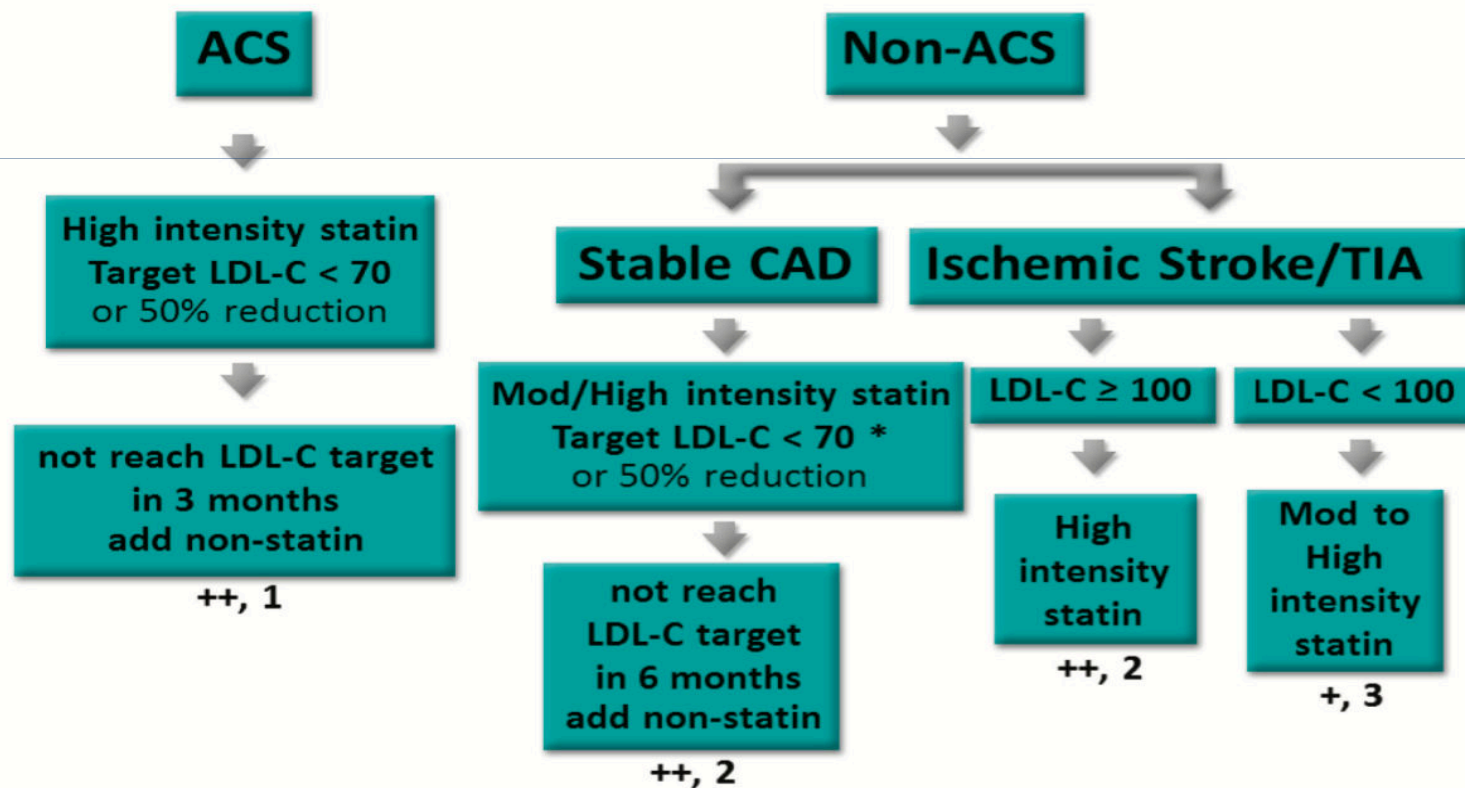 ACS
High intensity statin
Target LDL-C < 70
or 50% reduction
not reach LDL-C target
in 3 months
add non-statin
++, 1
Non-ACS
Stable CAD
Mod/High intensity statin
Target LDL-C < 70 *
or 50% reduction
not reach
LDL-C target
in 6 months
add non-statin
++, 2
Ischemic Stroke/TIA
LDL-C ≥ 100
High
intensity
statin
++, 2
LDL-C < 100
Mod to
High
intensity
statin
+, 3